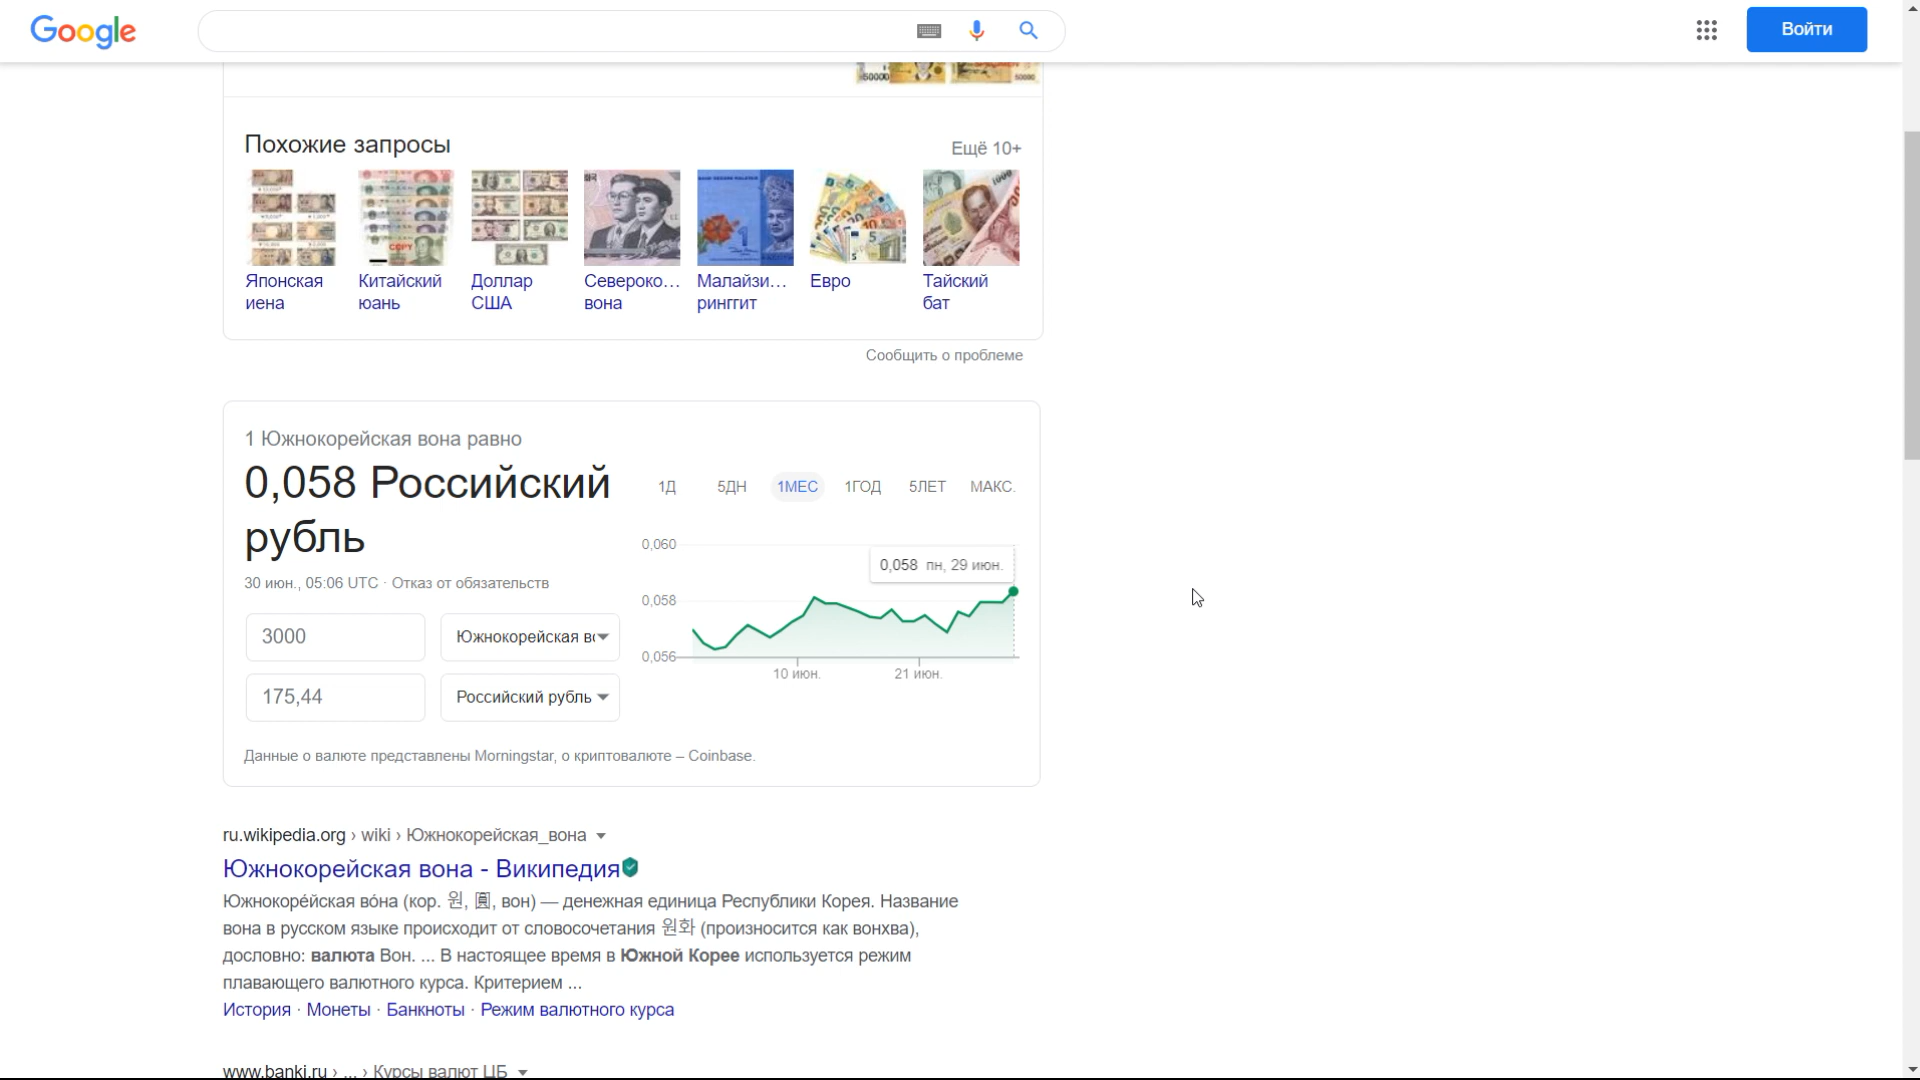 Google
Войти
50000 50000
Похожие запросы
Ещё 10+
Японская иена
Китайский юань
Доллар США
Североко... вона
Малайзи... ринггит
Евро
Тайский бат
Сообщить о проблеме
1 Южнокорейская вона равно
0,058 Российский
рубль
30 июн., 05:06 UTC · Отказ от обязательств
3000 Южнокорейская во
175,44 Российский рубль
1Д 5ДН 1МЕС 1ГОД 5ЛЕТ МАКС.
0,060
0,058 пн, 29 июн.
0,058
0,056
10 июн. 21 июн.
Данные о валюте представлены Morningstar, о криптовалюте – Coinbase.
ru.wikipedia.org › wiki › Южнокорейская_вона
Южнокорейская вона - Википедия
Южнокоре́йская во́на (кор. 원, 圓, вон) — денежная единица Республики Корея. Название
вона в русском языке происходит от словосочетания 원화 (произносится как вонхва),
дословно: валюта Вон. ... В настоящее время в Южной Корее используется режим
плавающего валютного курса. Критерием ...
История · Монеты · Банкноты · Режим валютного курса
www.banki.ru › ... › Курсы валют ЦБ